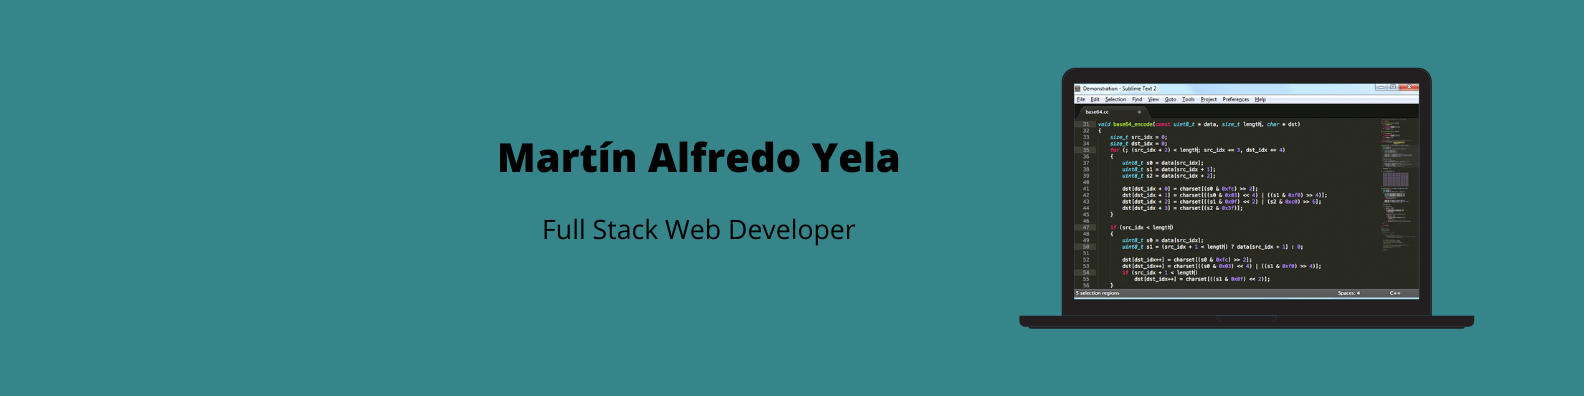 Martín Alfredo Yela
Full Stack Web Developer
Demonstration - Sublime Text 2
File Edit Selection Find View Goto Tools Project Preferences Help
base64.cc
31 void base64_encode(const uint8_t * data, size_t length, char * dst)
32 {
33 size_t src_idx = 0;
34 size_t dst_idx = 0;
35 for (; (src_idx + 2) < length; src_idx += 3, dst_idx += 4)
36 {
37 uint8_t s0 = data[src_idx];
38 uint8_t s1 = data[src_idx + 1];
39 uint8_t s2 = data[src_idx + 2];
40
41 dst[dst_idx + 0] = charset[(s0 & 0xfc) >> 2];
42 dst[dst_idx + 1] = charset[((s0 & 0x03) << 4) | ((s1 & 0xf0) >> 4)];
43 dst[dst_idx + 2] = charset[((s1 & 0x0f) << 2) | (s2 & 0xc0) >> 6];
44 dst[dst_idx + 3] = charset[(s2 & 0x3f)];
45 }
46
47 if (src_idx < length)
48 {
49 uint8_t s0 = data[src_idx];
50 uint8_t s1 = (src_idx + 1 < length) ? data[src_idx + 1] : 0;
51
52 dst[dst_idx++] = charset[(s0 & 0xfc) >> 2];
53 dst[dst_idx++] = charset[((s0 & 0x03) << 4) | ((s1 & 0xf0) >> 4)];
54 if (src_idx + 1 < length)
55 dst[dst_idx++] = charset[((s1 & 0x0f) << 2)];
56 }
5 selection regions Spaces: 4 C++